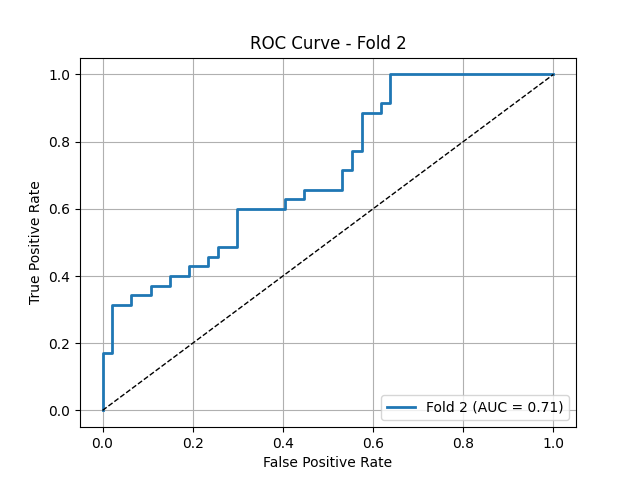 ROC Curve - Fold 2
True Positive Rate
1.0
0.8
0.6
0.4
0.2
0.0
Fold 2 (AUC = 0.71)
0.0 0.2 0.4 0.6 0.8 1.0
False Positive Rate